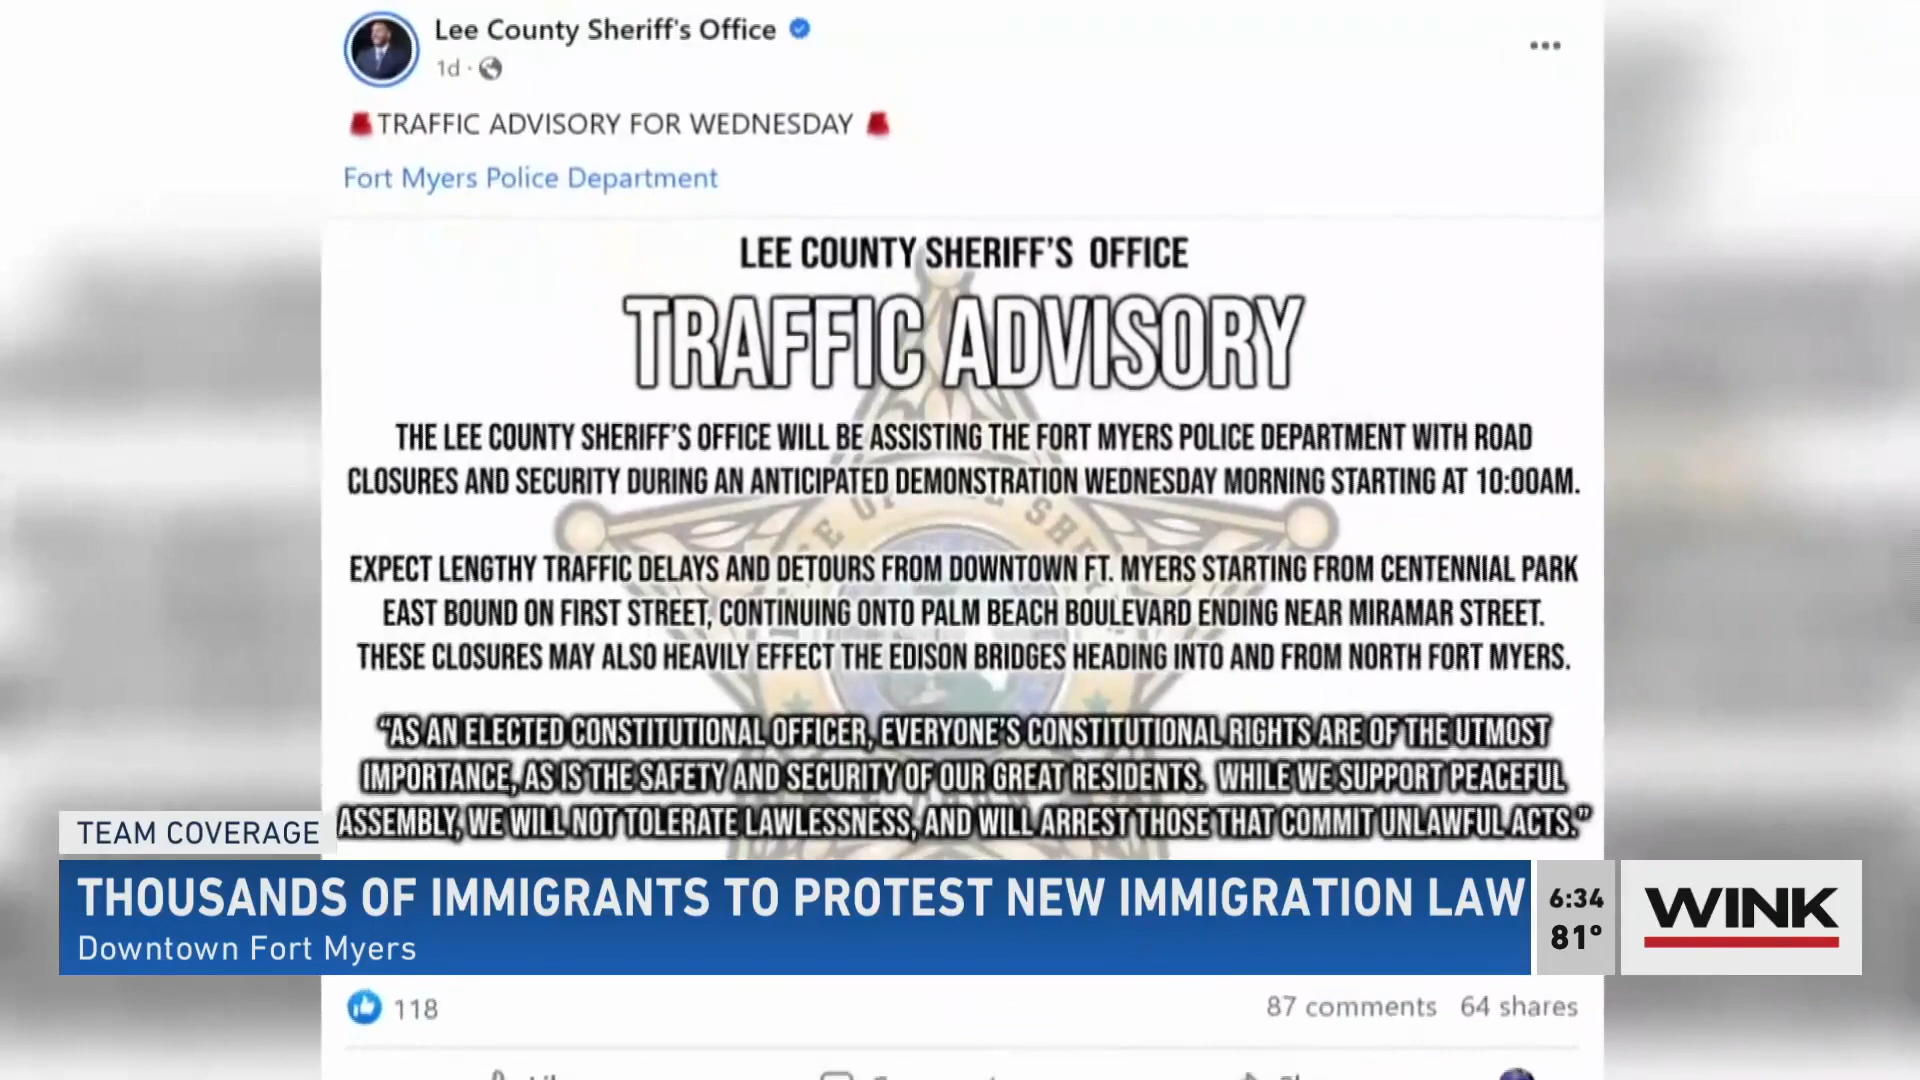 Lee County Sheriff's Office
1d ·
TRAFFIC ADVISORY FOR WEDNESDAY
Fort Myers Police Department
LEE COUNTY SHERIFF'S OFFICE
TRAFFIC ADVISORY
THE LEE COUNTY SHERIFF'S OFFICE WILL BE ASSISTING THE FORT MYERS POLICE DEPARTMENT WITH ROAD
CLOSURES AND SECURITY DURING AN ANTICIPATED DEMONSTRATION WEDNESDAY MORNING STARTING AT 10:00AM.
EXPECT LENGTHY TRAFFIC DELAYS AND DETOURS FROM DOWNTOWN FT. MYERS STARTING FROM CENTENNIAL PARK
EAST BOUND ON FIRST STREET, CONTINUING ONTO PALM BEACH BOULEVARD ENDING NEAR MIRAMAR STREET.
THESE CLOSURES MAY ALSO HEAVILY EFFECT THE EDISON BRIDGES HEADING INTO AND FROM NORTH FORT MYERS.
"AS AN ELECTED CONSTITUTIONAL OFFICER, EVERYONE'S CONSTITUTIONAL RIGHTS ARE OF THE UTMOST
IMPORTANCE, AS IS THE SAFETY AND SECURITY OF OUR GREAT RESIDENTS. WHILE WE SUPPORT PEACEFUL
ASSEMBLY, WE WILL NOT TOLERATE LAWLESSNESS, AND WILL ARREST THOSE THAT COMMIT UNLAWFUL ACTS."
TEAM COVERAGE
THOUSANDS OF IMMIGRANTS TO PROTEST NEW IMMIGRATION LAW
Downtown Fort Myers
6:34
81°
WINK
118
87 comments 64 shares